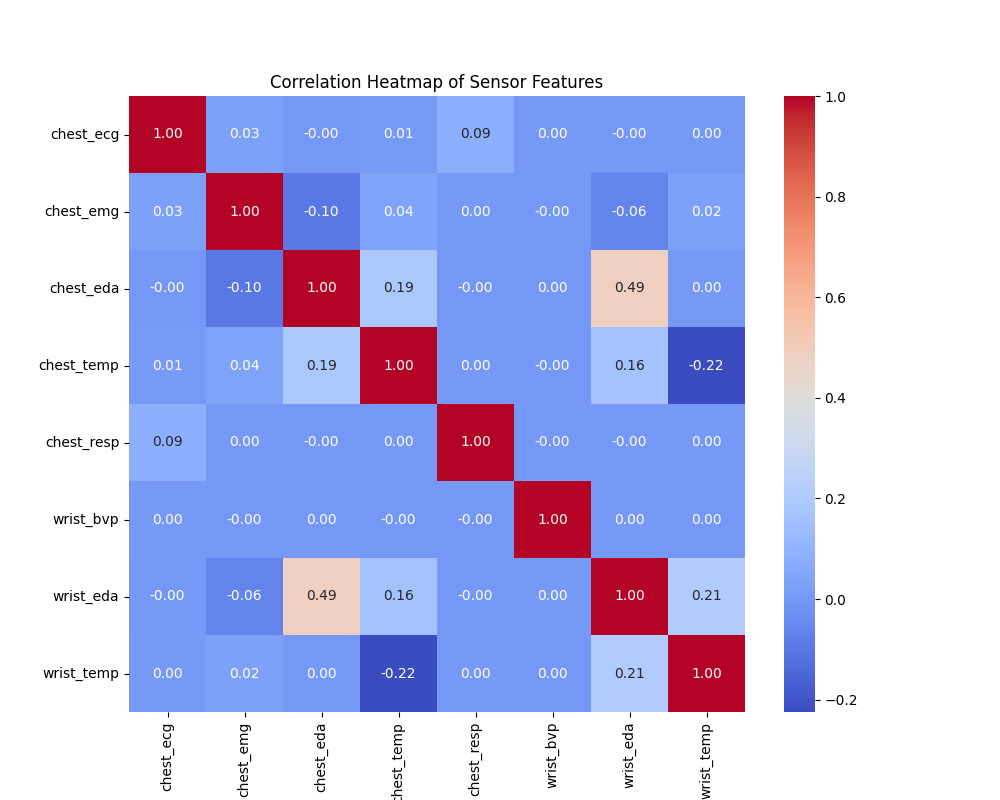 Correlation Heatmap of Sensor Features
chest_ecg 1.00 0.03 -0.00 0.01 0.09 0.00 -0.00 0.00
chest_emg 0.03 1.00 -0.10 0.04 0.00 -0.00 -0.06 0.02
chest_eda -0.00 -0.10 1.00 0.19 -0.00 0.00 0.49 0.00
chest_temp 0.01 0.04 0.19 1.00 0.00 -0.00 0.16 -0.22
chest_resp 0.09 0.00 -0.00 0.00 1.00 -0.00 -0.00 0.00
wrist_bvp 0.00 -0.00 0.00 -0.00 -0.00 1.00 0.00 0.00
wrist_eda -0.00 -0.06 0.49 0.16 -0.00 0.00 1.00 0.21
wrist_temp 0.00 0.02 0.00 -0.22 0.00 0.00 0.21 1.00
chest_ecg chest_emg chest_eda chest_temp chest_resp wrist_bvp wrist_eda wrist_temp
1.0
0.8
0.6
0.4
0.2
0.0
−0.2